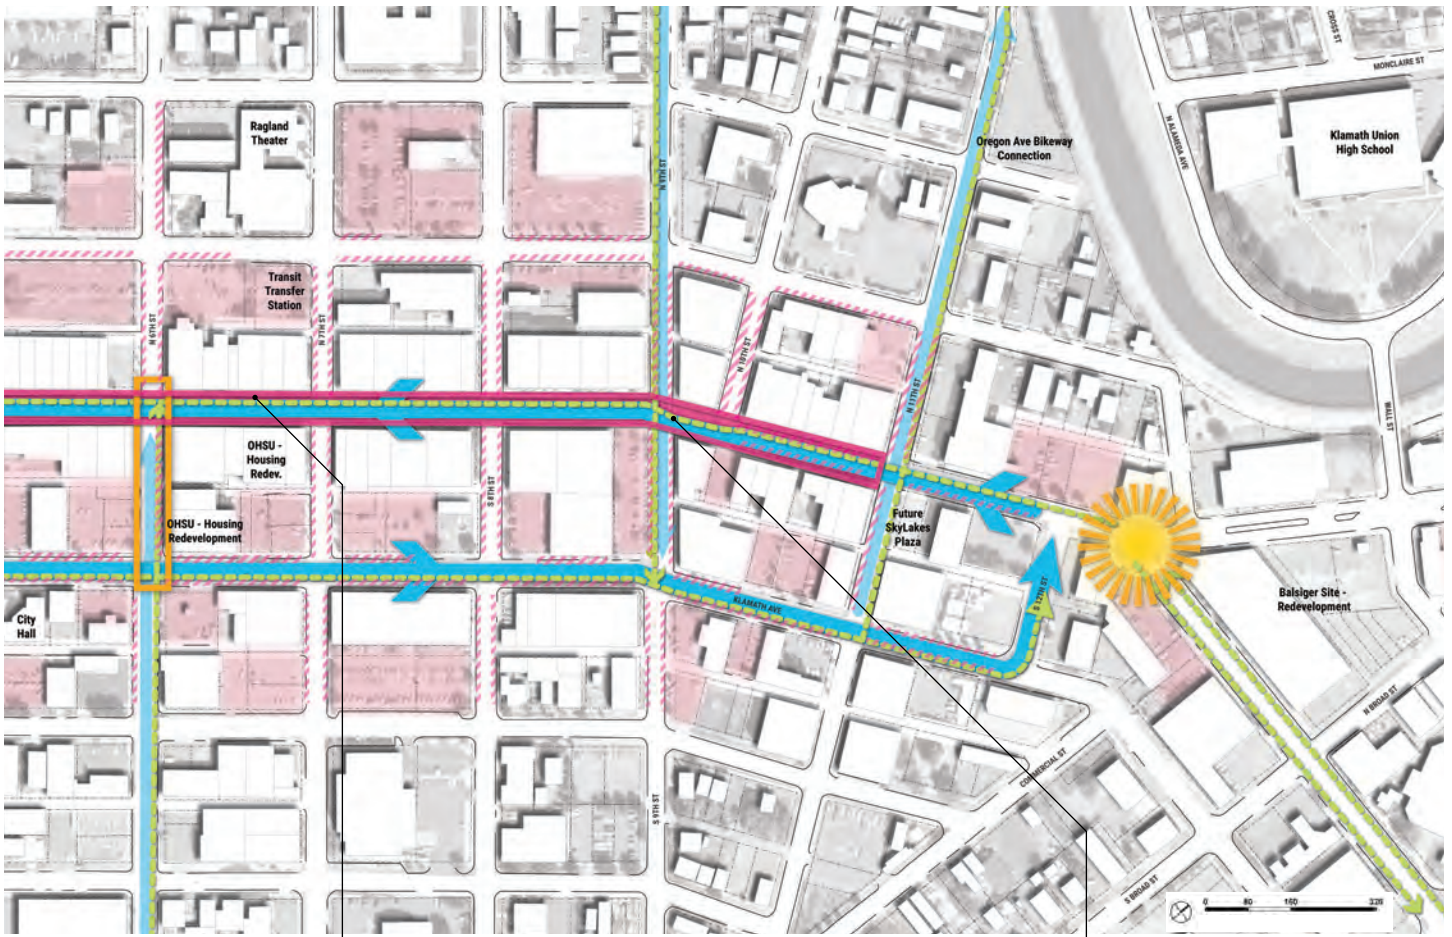 CROSS ST
MONCLAIRE ST
Ragland
Theater
Klamath Union
High School
N ALAMEDA AVE
Oregon Ave Bikeway
Connection
N 9TH ST
Transit
Transfer
Station
N 6TH ST
N 7TH ST
N 10TH ST
N 11TH ST
WALL ST
OHSU -
Housing
Redev.
S 8TH ST
OHSU - Housing
Redevelopment
Future
SkyLakes
Plaza
S 12TH ST
KLAMATH AVE
Balsiger Site -
Redevelopment
City
Hall
N BROAD ST
COMMERCIAL ST
S 9TH ST
S BROAD ST
0 80 160 320